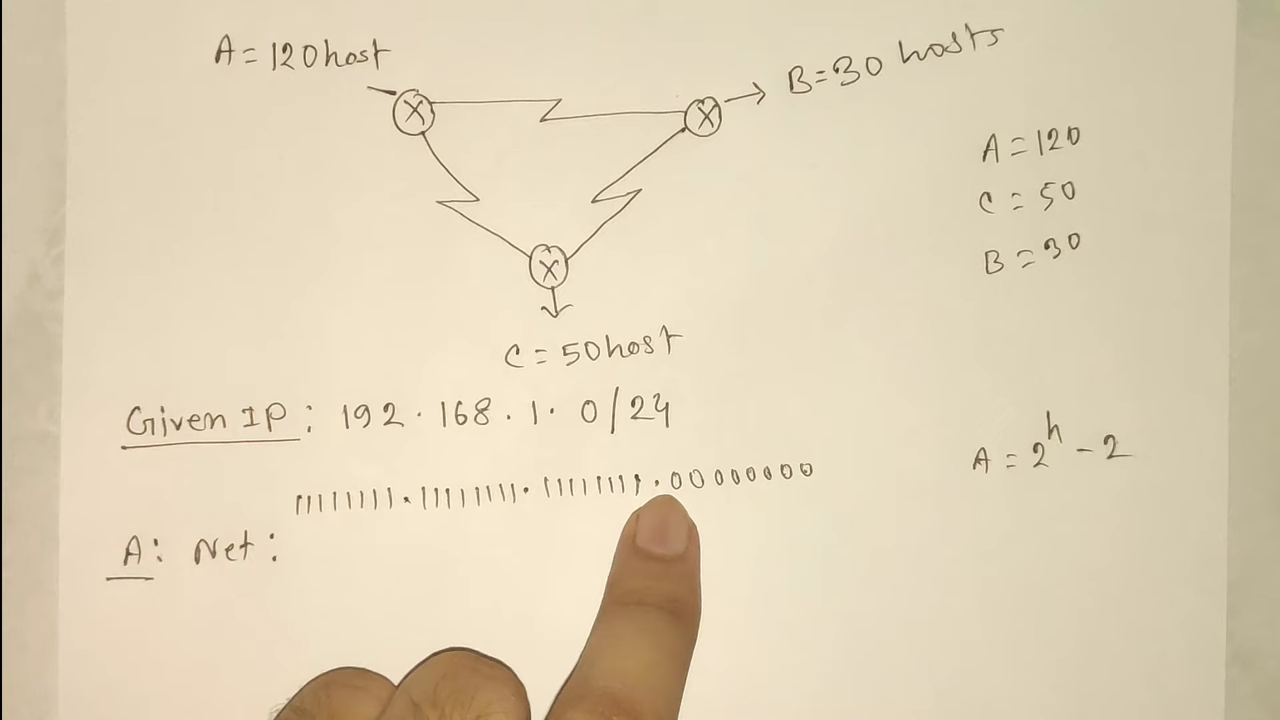 A = 120 host
B = 30 hosts
X
X
X
C = 50 host
A = 120
C = 50
B = 30
Given IP : 192 . 168 . 1 . 0 / 24
11111111 . 11111111 . 11111111 . 00000000
A = 2^h - 2
A : Net :